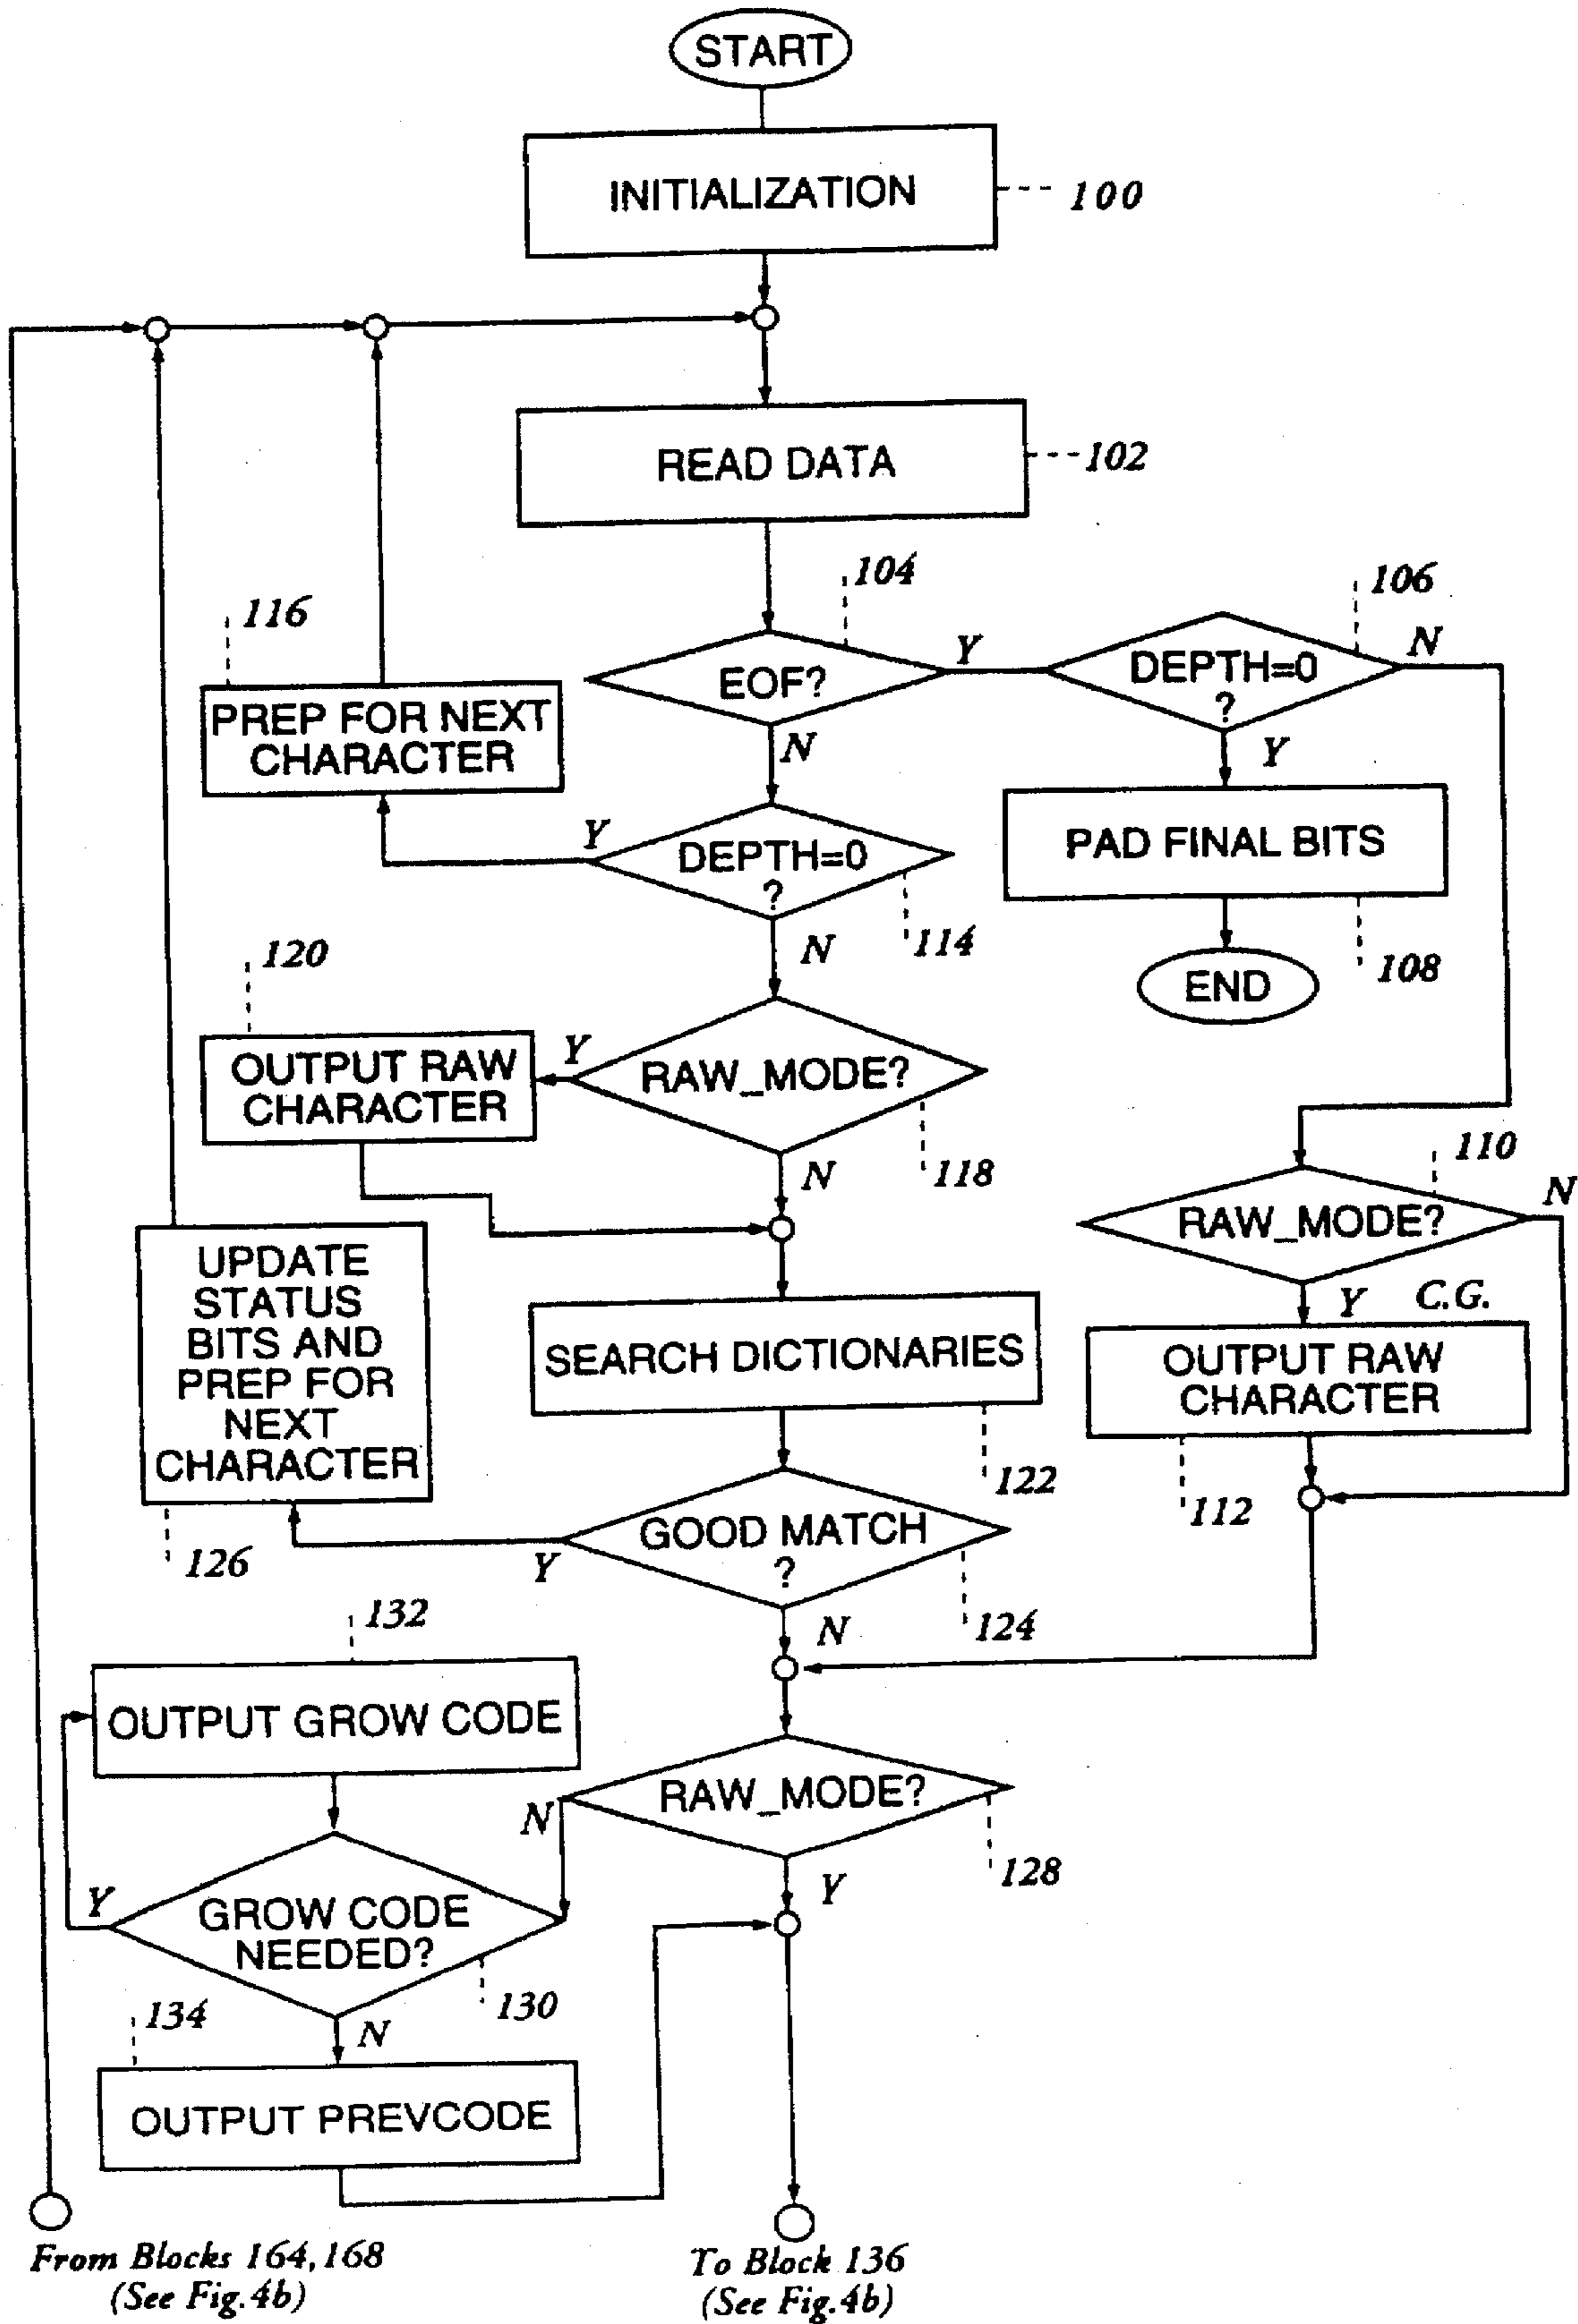 START
INITIALIZATION
100
READ DATA
102
104
106
116
EOF?
Y
DEPTH=0
?
N
PREP FOR NEXT
CHARACTER
N
Y
PAD FINAL BITS
Y
DEPTH=0
?
114
108
END
N
120
OUTPUT RAW
CHARACTER
Y
RAW_MODE?
118
N
110
RAW_MODE?
N
Y
C.G.
UPDATE
STATUS
BITS AND
PREP FOR
NEXT
CHARACTER
SEARCH DICTIONARIES
OUTPUT RAW
CHARACTER
122
112
126
Y
GOOD MATCH
?
124
N
132
OUTPUT GROW CODE
RAW_MODE?
N
128
Y
Y
GROW CODE
NEEDED?
130
134
N
OUTPUT PREVCODE
From Blocks 164,168
(See Fig.4b)
To Block 136
(See Fig.4b)